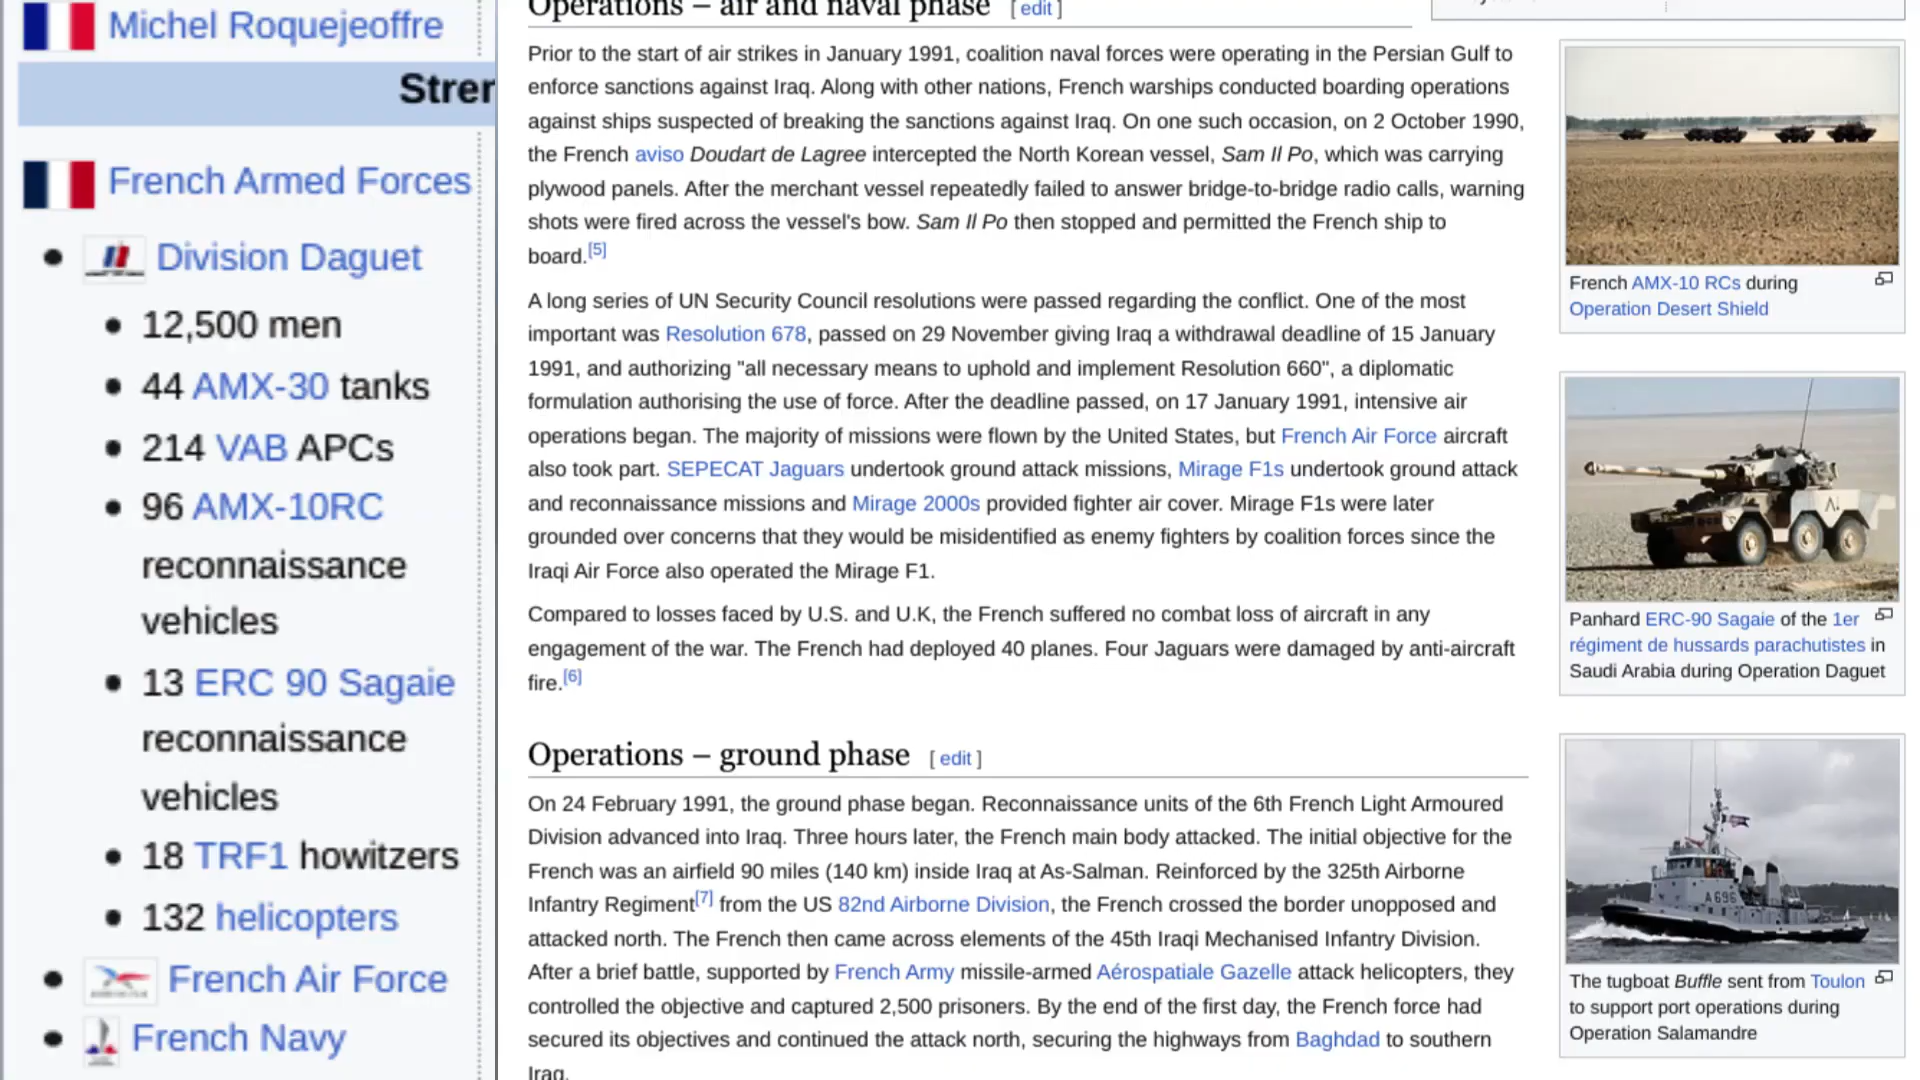 Michel Roquejeoffre
Stren
French Armed Forces
Division Daguet
12,500 men
44 AMX-30 tanks
214 VAB APCs
96 AMX-10RC
reconnaissance
vehicles
13 ERC 90 Sagaie
reconnaissance
vehicles
18 TRF1 howitzers
132 helicopters
French Air Force
French Navy
Operations – air and naval phase [ edit ]
Prior to the start of air strikes in January 1991, coalition naval forces were operating in the Persian Gulf to
enforce sanctions against Iraq. Along with other nations, French warships conducted boarding operations
against ships suspected of breaking the sanctions against Iraq. On one such occasion, on 2 October 1990,
the French aviso Doudart de Lagree intercepted the North Korean vessel, Sam Il Po, which was carrying
plywood panels. After the merchant vessel repeatedly failed to answer bridge-to-bridge radio calls, warning
shots were fired across the vessel's bow. Sam Il Po then stopped and permitted the French ship to
board.[5]
A long series of UN Security Council resolutions were passed regarding the conflict. One of the most
important was Resolution 678, passed on 29 November giving Iraq a withdrawal deadline of 15 January
1991, and authorizing "all necessary means to uphold and implement Resolution 660", a diplomatic
formulation authorising the use of force. After the deadline passed, on 17 January 1991, intensive air
operations began. The majority of missions were flown by the United States, but French Air Force aircraft
also took part. SEPECAT Jaguars undertook ground attack missions, Mirage F1s undertook ground attack
and reconnaissance missions and Mirage 2000s provided fighter air cover. Mirage F1s were later
grounded over concerns that they would be misidentified as enemy fighters by coalition forces since the
Iraqi Air Force also operated the Mirage F1.
Compared to losses faced by U.S. and U.K, the French suffered no combat loss of aircraft in any
engagement of the war. The French had deployed 40 planes. Four Jaguars were damaged by anti-aircraft
fire.[6]
Operations – ground phase [ edit ]
On 24 February 1991, the ground phase began. Reconnaissance units of the 6th French Light Armoured
Division advanced into Iraq. Three hours later, the French main body attacked. The initial objective for the
French was an airfield 90 miles (140 km) inside Iraq at As-Salman. Reinforced by the 325th Airborne
Infantry Regiment[7] from the US 82nd Airborne Division, the French crossed the border unopposed and
attacked north. The French then came across elements of the 45th Iraqi Mechanised Infantry Division.
After a brief battle, supported by French Army missile-armed Aérospatiale Gazelle attack helicopters, they
controlled the objective and captured 2,500 prisoners. By the end of the first day, the French force had
secured its objectives and continued the attack north, securing the highways from Baghdad to southern
Iraq.
French AMX-10 RCs during
Operation Desert Shield
Panhard ERC-90 Sagaie of the 1er
régiment de hussards parachutistes in
Saudi Arabia during Operation Daguet
A 696
The tugboat Buffle sent from Toulon
to support port operations during
Operation Salamandre